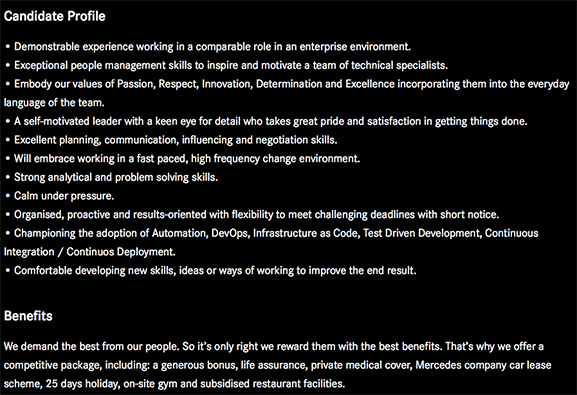 Candidate Profile
• Demonstrable experience working in a comparable role in an enterprise environment.
• Exceptional people management skills to inspire and motivate a team of technical specialists.
• Embody our values of Passion, Respect, Innovation, Determination and Excellence incorporating them into the everyday
language of the team.
• A self-motivated leader with a keen eye for detail who takes great pride and satisfaction in getting things done.
• Excellent planning, communication, influencing and negotiation skills.
• Will embrace working in a fast paced, high frequency change environment.
• Strong analytical and problem solving skills.
• Calm under pressure.
• Organised, proactive and results-oriented with flexibility to meet challenging deadlines with short notice.
• Championing the adoption of Automation, DevOps, Infrastructure as Code, Test Driven Development, Continuous
Integration / Continuos Deployment.
• Comfortable developing new skills, ideas or ways of working to improve the end result.
Benefits
We demand the best from our people. So it's only right we reward them with the best benefits. That's why we offer a
competitive package, including: a generous bonus, life assurance, private medical cover, Mercedes company car lease
scheme, 25 days holiday, on-site gym and subsidised restaurant facilities.